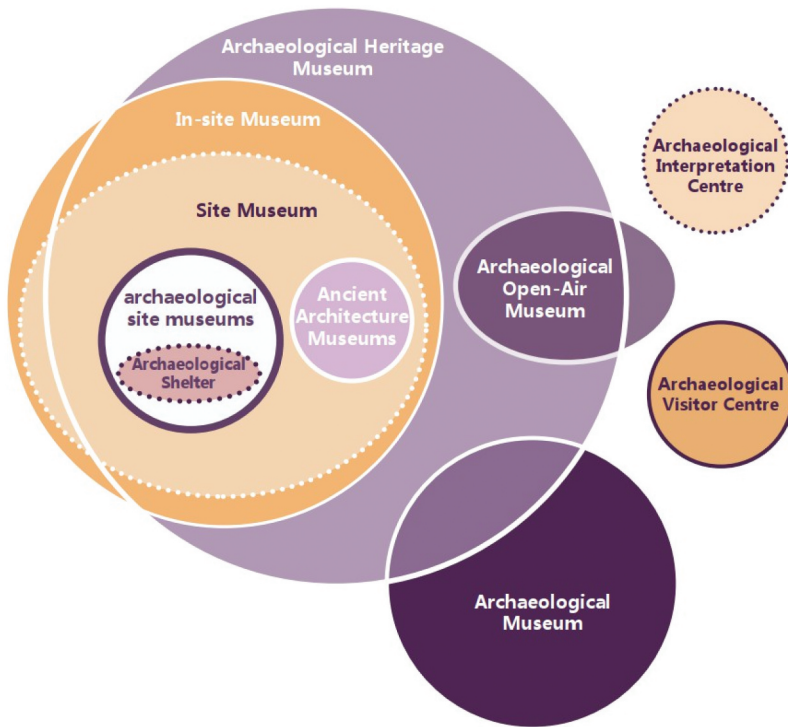 Archaeological Heritage
Museum
In-site Museum
Site Museum
archaeological
site museums
Archaeological
Shelter
Ancient
Architecture
Museums
Archaeological
Open-Air
Museum
Archaeological
Interpretation
Centre
Archaeological
Visitor Centre
Archaeological
Museum